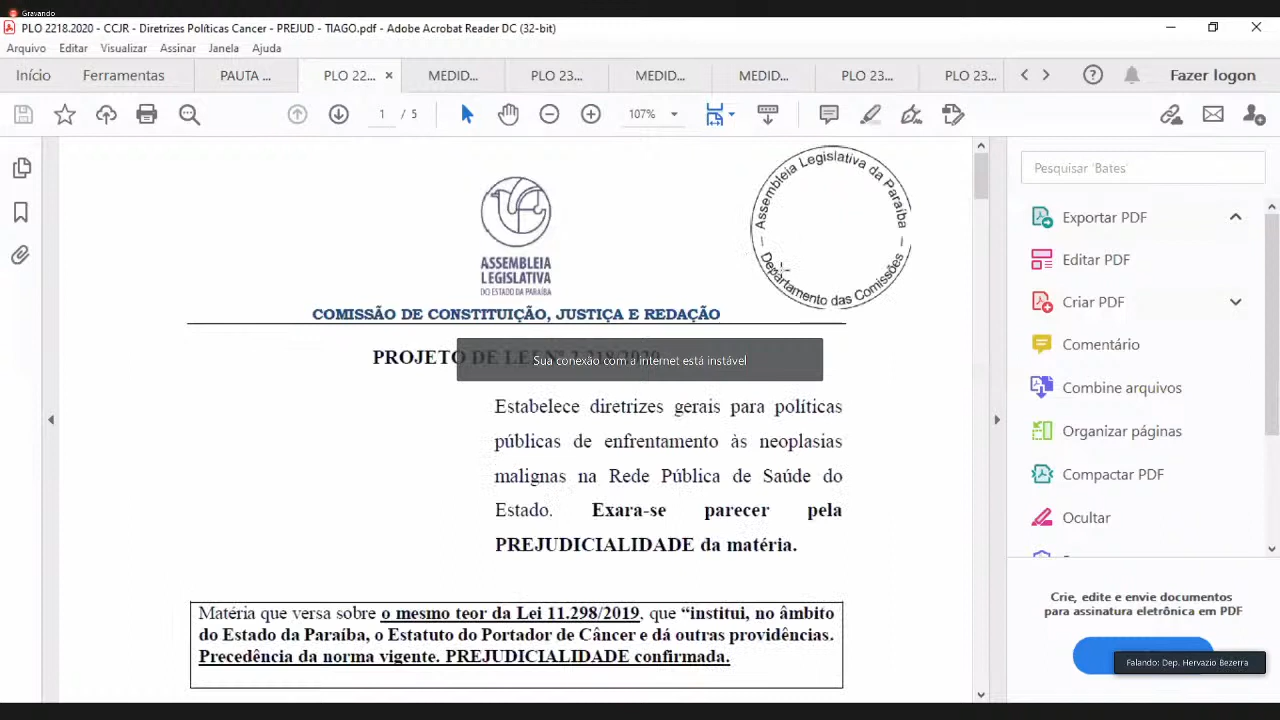 Gravando
PLO 2218.2020 - CCJR - Diretrizes Políticas Cancer - PREJUD - TIAGO.pdf - Adobe Acrobat Reader DC (32-bit)
Arquivo Editar Visualizar Assinar Janela Ajuda
Início Ferramentas PAUTA ... PLO 22... × MEDID... PLO 23... MEDID... MEDID... PLO 23... PLO 23... Fazer logon
1 / 5 107%
Assembleia Legislativa da Paraíba
Departamento das Comissões
ASSEMBLEIA
LEGISLATIVA
DO ESTADO DA PARAÍBA
COMISSÃO DE CONSTITUIÇÃO, JUSTIÇA E REDAÇÃO
PROJETO DE LEI Nº 2.218/2020
Sua conexão com a internet está instável
Estabelece diretrizes gerais para políticas
públicas de enfrentamento às neoplasias
malignas na Rede Pública de Saúde do
Estado. Exara-se parecer pela
PREJUDICIALIDADE da matéria.
Matéria que versa sobre o mesmo teor da Lei 11.298/2019, que “institui, no âmbito
do Estado da Paraíba, o Estatuto do Portador de Câncer e dá outras providências.
Precedência da norma vigente. PREJUDICIALIDADE confirmada.
Pesquisar 'Bates'
Exportar PDF
Editar PDF
Criar PDF
Comentário
Combine arquivos
Organizar páginas
Compactar PDF
Ocultar
Crie, edite e envie documentos
para assinatura eletrônica em PDF
Falando: Dep. Hervazio Bezerra